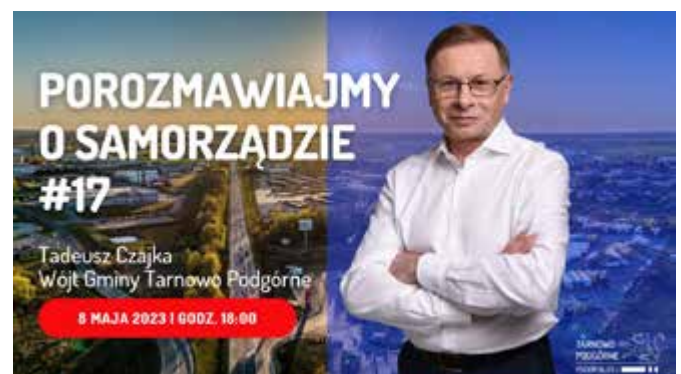 POROZMAWIAJMY
O SAMORZĄDZIE
#17
Tadeusz Czajka
Wójt Gminy Tarnowo Podgórne
8 MAJA 2023 I GODZ. 18:00
TARNOWO
PODGÓRNE